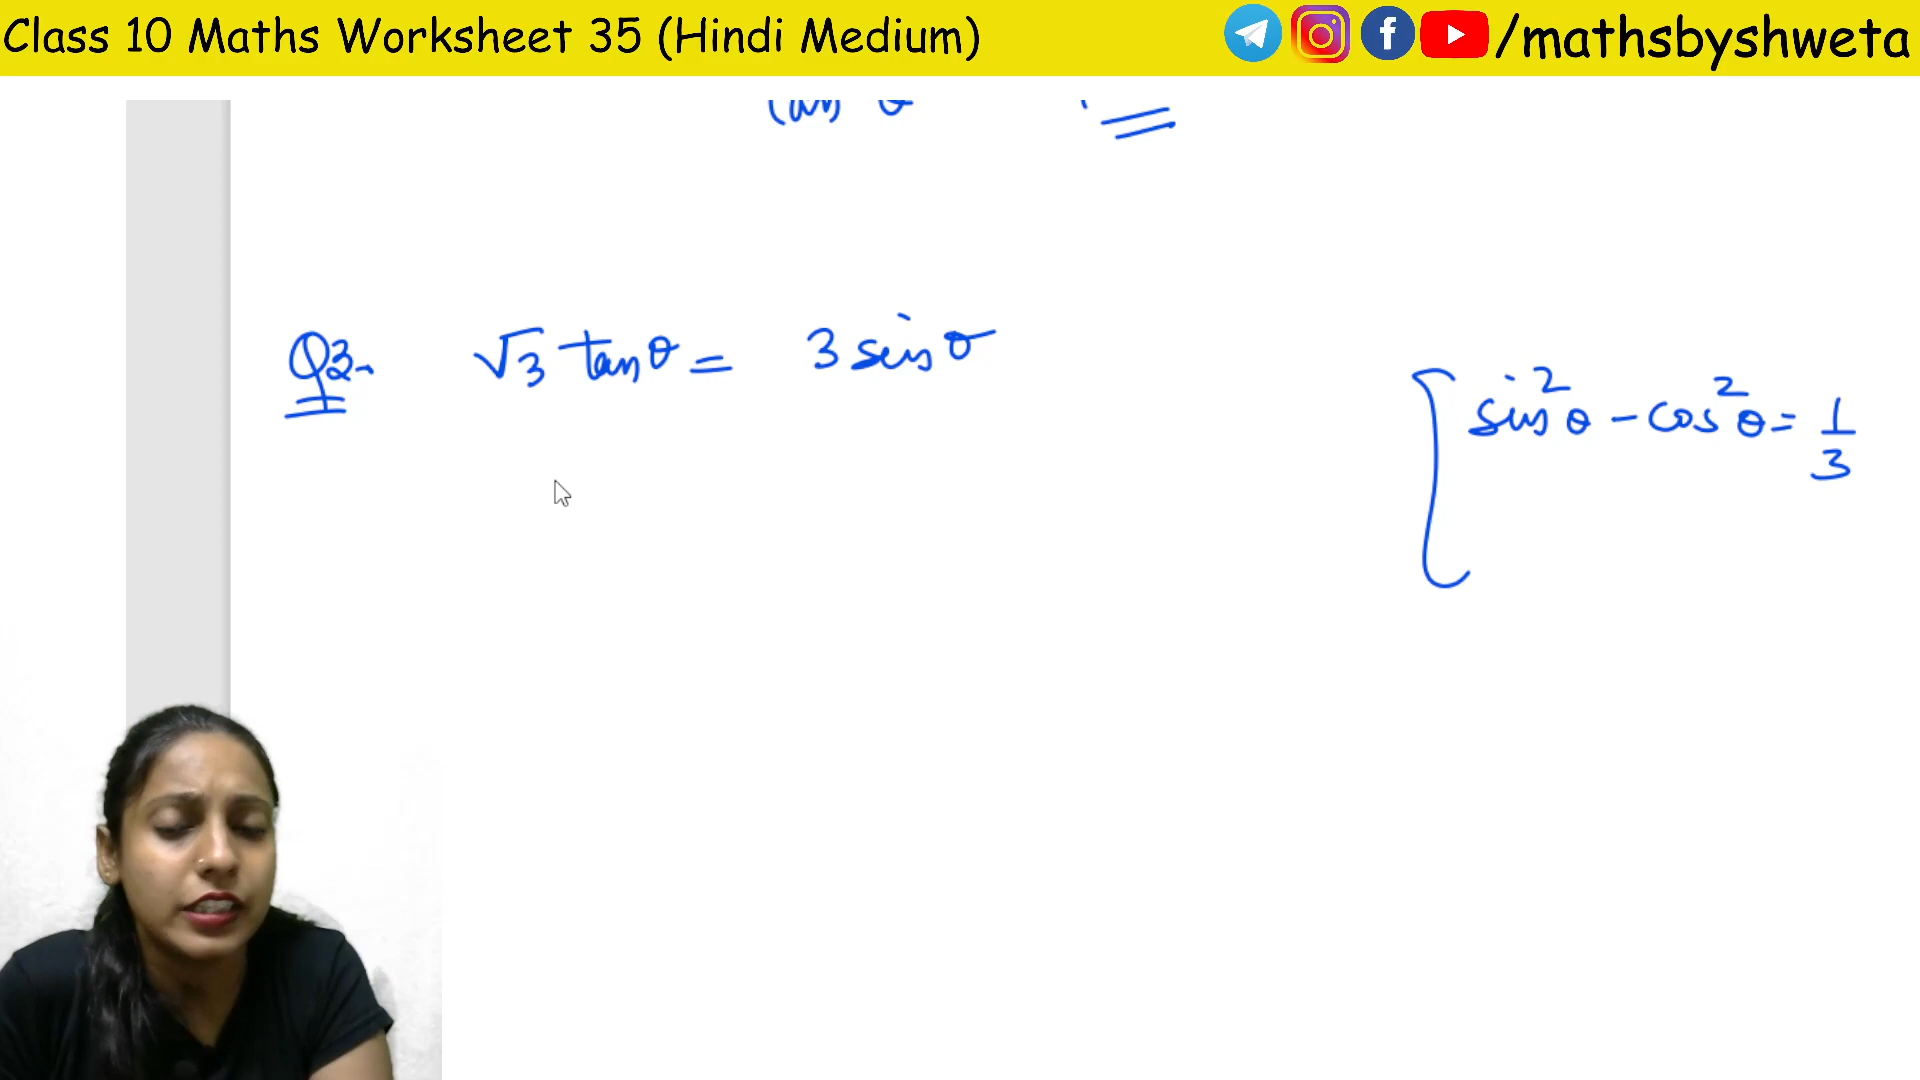 Class 10 Maths Worksheet 35 (Hindi Medium)
/mathsbyshweta
θ
Q3. √3 tanθ = 3 sinθ
sin²θ - cos²θ = 1/3